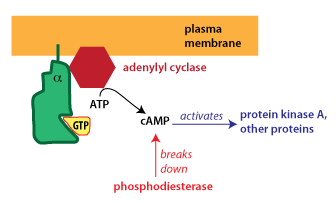 plasma
membrane
α
adenylyl cyclase
ATP
GTP
cAMP
activates
protein kinase A,
other proteins
breaks
down
phosphodiesterase